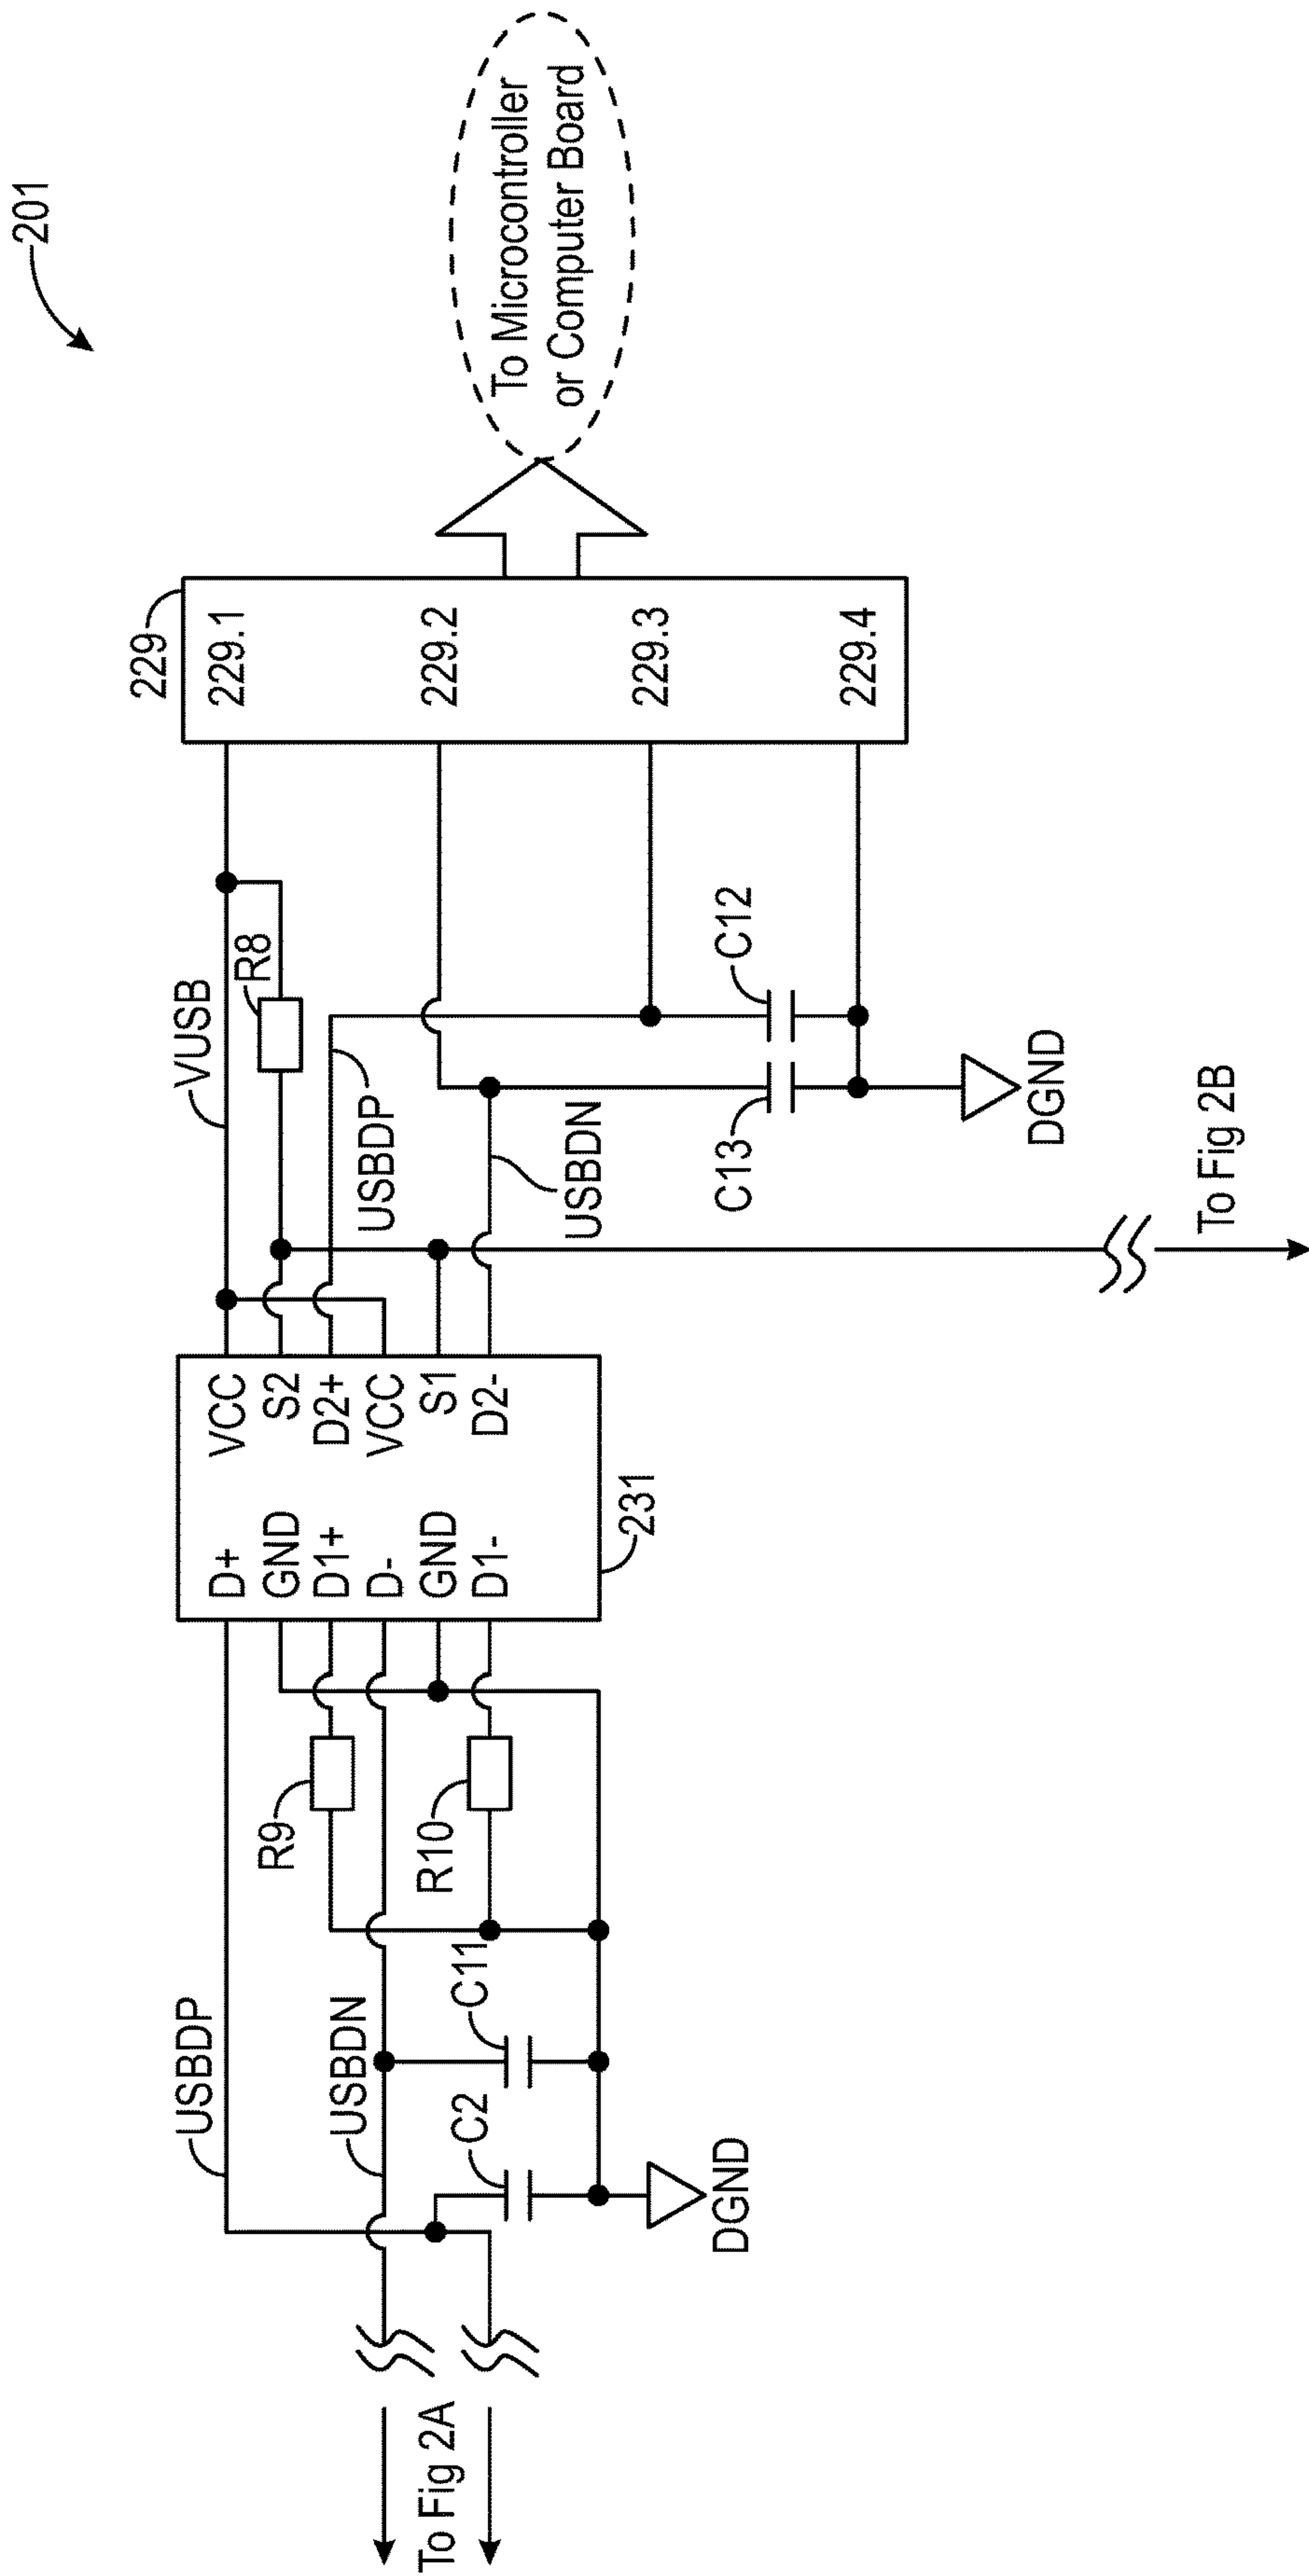 201
To Microcontroller
or Computer Board
229
229.1
229.2
229.3
229.4
VUSB
R8
USBDP
USBDN
C12
C13
DGND
To Fig 2B
VCC
S2
D2+
VCC
S1
D2-
D+
GND
D1+
D-
GND
D1-
231
R9
R10
USBDP
USBDN
C11
C2
DGND
To Fig 2A